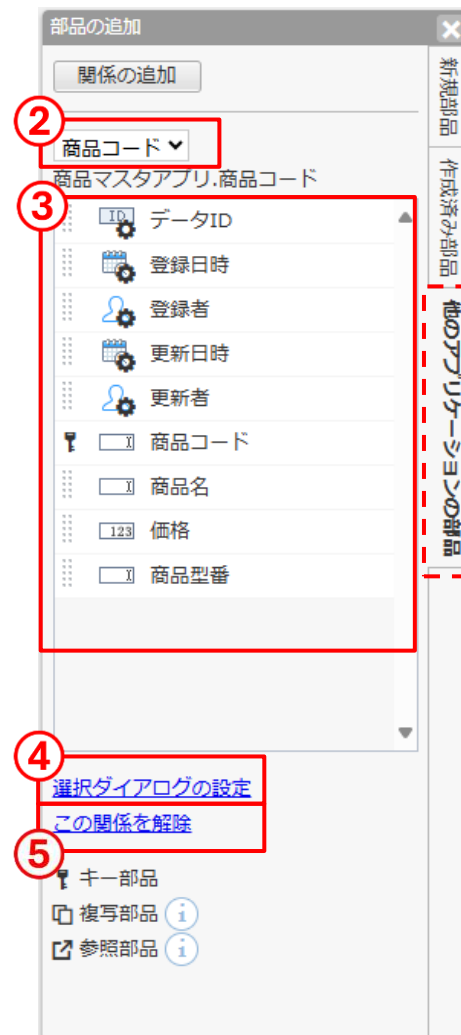 部品の追加
関係の追加
新規部品
作成済み部品
他のアプリケーションの部品
②
商品コード
商品マスタアプリ.商品コード
③
データID
登録日時
登録者
更新日時
更新者
商品コード
商品名
123 価格
商品型番
④
選択ダイアログの設定
この関係を解除
⑤
キー部品
複写部品 i
参照部品 i